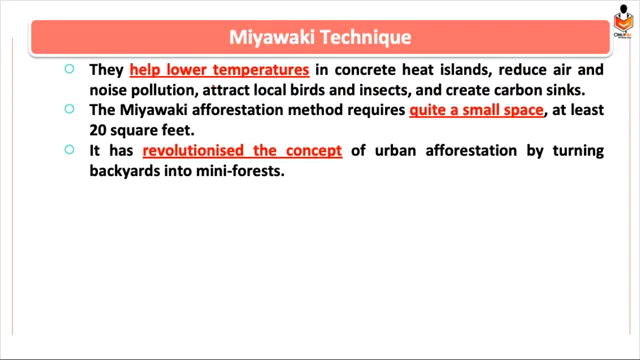 Miyawaki Technique
They help lower temperatures in concrete heat islands, reduce air and
noise pollution, attract local birds and insects, and create carbon sinks.
The Miyawaki afforestation method requires quite a small space, at least
20 square feet.
It has revolutionised the concept of urban afforestation by turning
backyards into mini-forests.